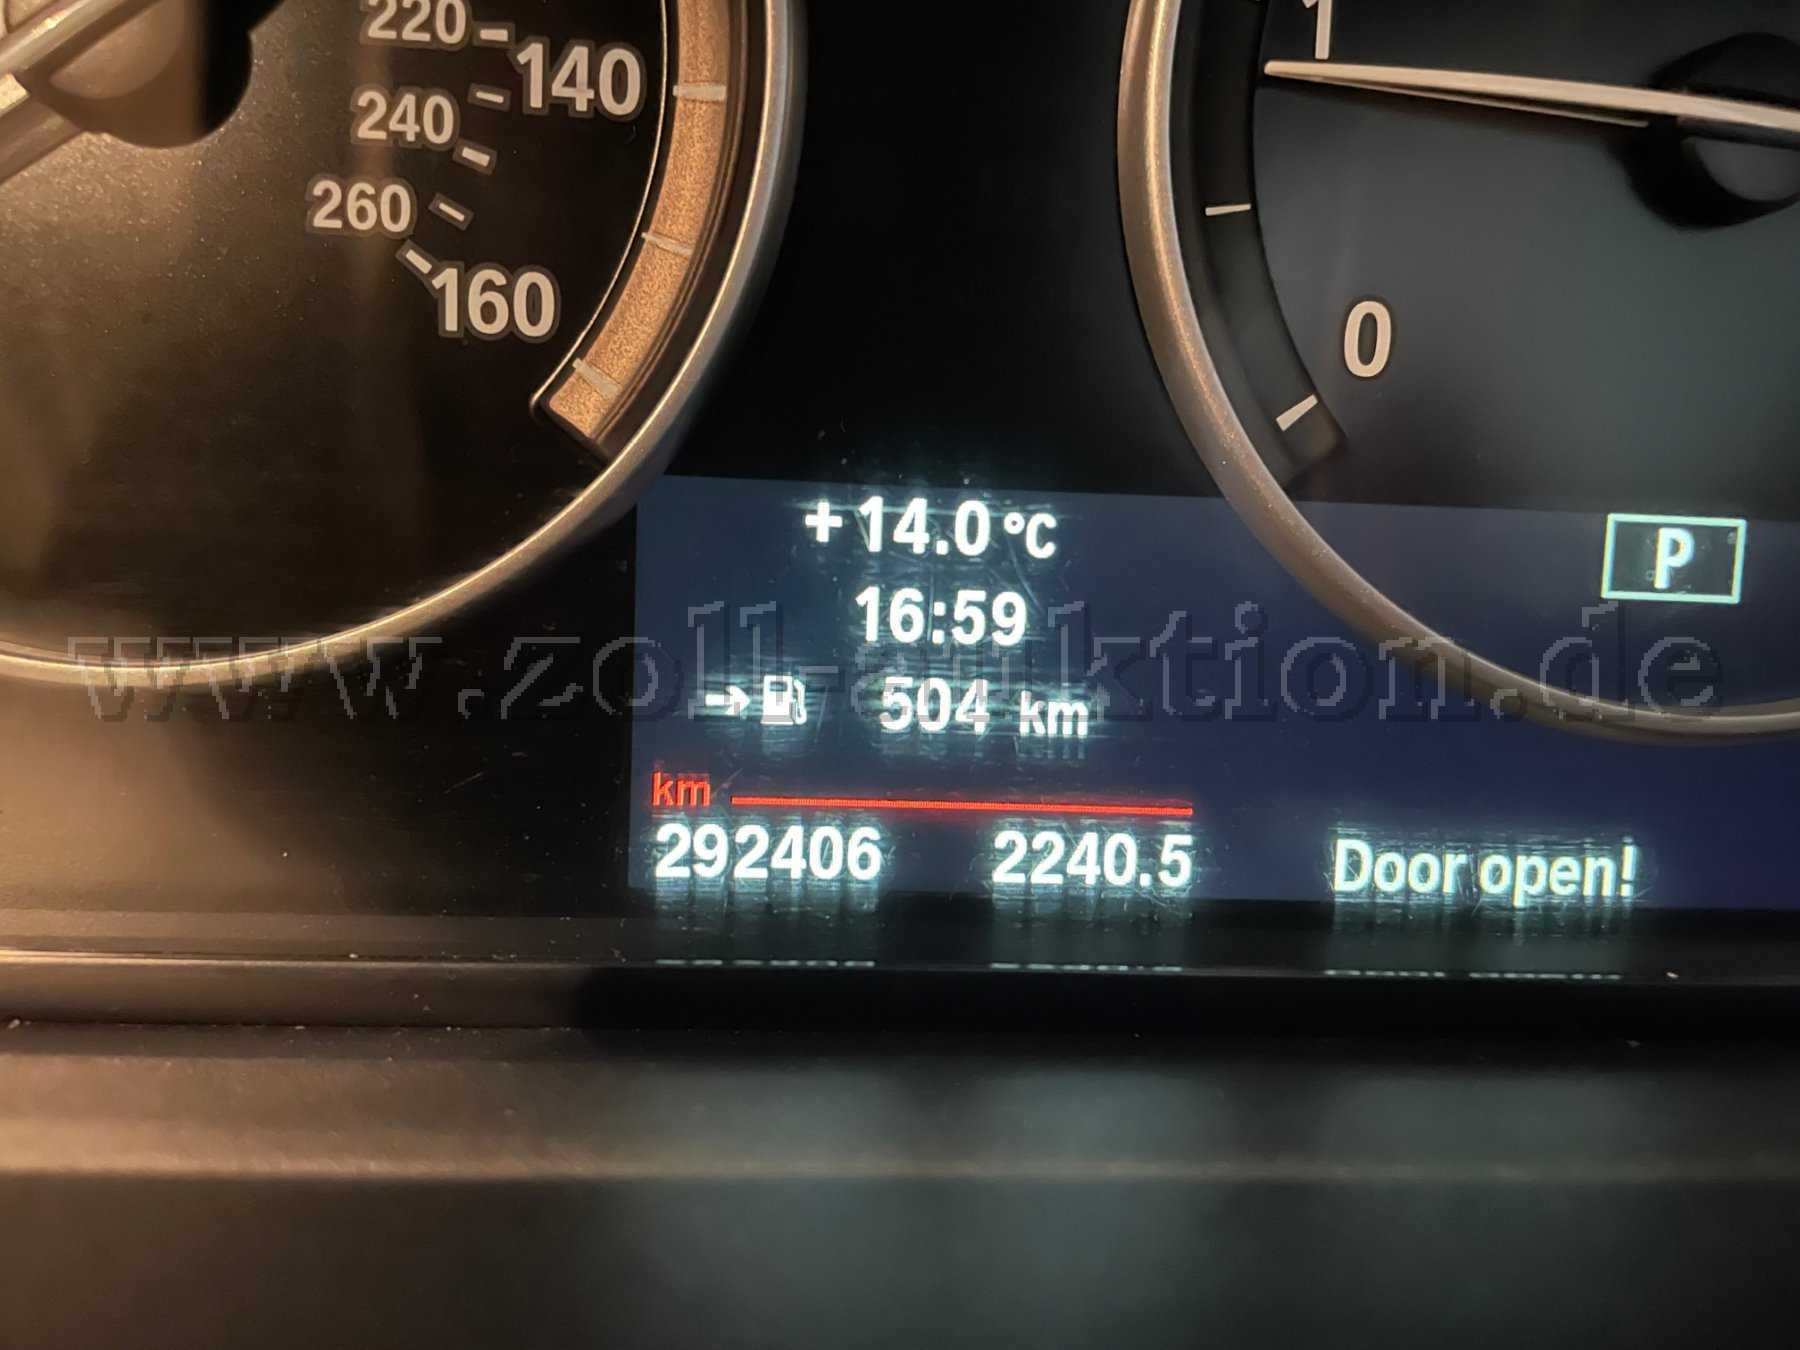 220
140
240
260
160
1
0
+14.0 °C
P
16:59
www.zoll-auktion.de
504 km
km
292406 2240.5 Door open!